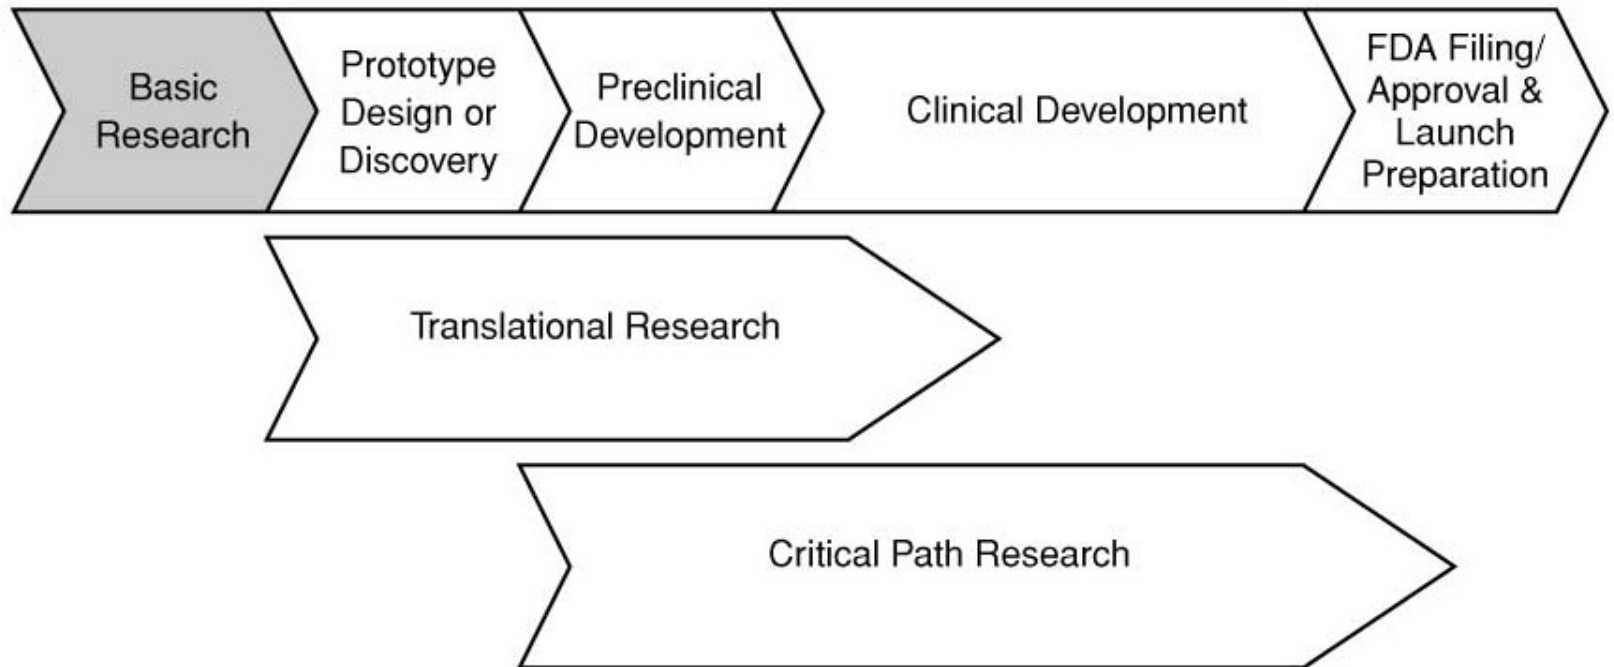 Basic
Research
Prototype
Design or
Discovery
Preclinical
Development
Clinical Development
FDA Filing/
Approval &
Launch
Preparation
Translational Research
Critical Path Research